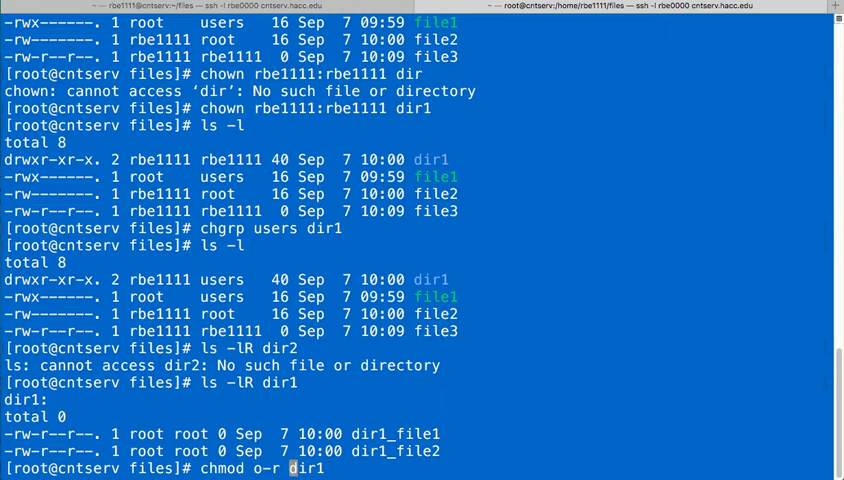 ~ — rbe1111@cntserv:~/files — ssh -l rbe0000 cntserv.hacc.edu
~ — root@cntserv:/home/rbe1111/files — ssh -l rbe0000 cntserv.hacc.edu
-rwx------. 1 root    users   16 Sep  7 09:59 file1
-rw-------. 1 rbe1111 root    16 Sep  7 10:00 file2
-rw-r--r--. 1 rbe1111 rbe1111  0 Sep  7 10:09 file3
[root@cntserv files]# chown rbe1111:rbe1111 dir
chown: cannot access ‘dir’: No such file or directory
[root@cntserv files]# chown rbe1111:rbe1111 dir1
[root@cntserv files]# ls -l
total 8
drwxr-xr-x. 2 rbe1111 rbe1111 40 Sep  7 10:00 dir1
-rwx------. 1 root    users   16 Sep  7 09:59 file1
-rw-------. 1 rbe1111 root    16 Sep  7 10:00 file2
-rw-r--r--. 1 rbe1111 rbe1111  0 Sep  7 10:09 file3
[root@cntserv files]# chgrp users dir1
[root@cntserv files]# ls -l
total 8
drwxr-xr-x. 2 rbe1111 users   40 Sep  7 10:00 dir1
-rwx------. 1 root    users   16 Sep  7 09:59 file1
-rw-------. 1 rbe1111 root    16 Sep  7 10:00 file2
-rw-r--r--. 1 rbe1111 rbe1111  0 Sep  7 10:09 file3
[root@cntserv files]# ls -lR dir2
ls: cannot access dir2: No such file or directory
[root@cntserv files]# ls -lR dir1
dir1:
total 0
-rw-r--r--. 1 root root 0 Sep  7 10:00 dir1_file1
-rw-r--r--. 1 root root 0 Sep  7 10:00 dir1_file2
[root@cntserv files]# chmod o-r dir1